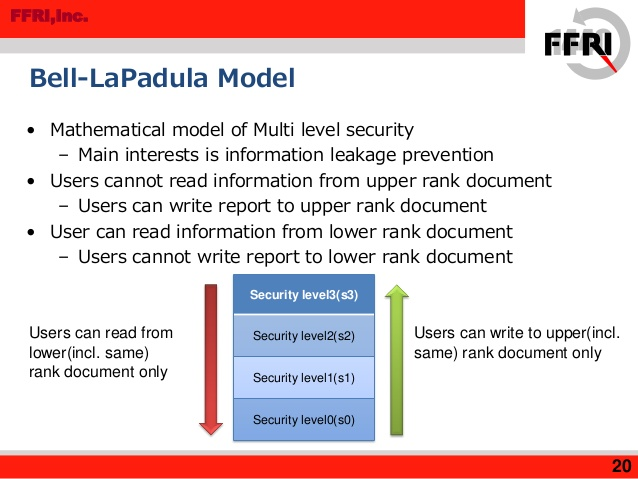 FFRI,Inc.
FFRI
Bell-LaPadula Model
• Mathematical model of Multi level security
– Main interests is information leakage prevention
• Users cannot read information from upper rank document
– Users can write report to upper rank document
• User can read information from lower rank document
– Users cannot write report to lower rank document
Users can read from
lower(incl. same)
rank document only
Security level3(s3)
Security level2(s2)
Security level1(s1)
Security level0(s0)
Users can write to upper(incl.
same) rank document only
20